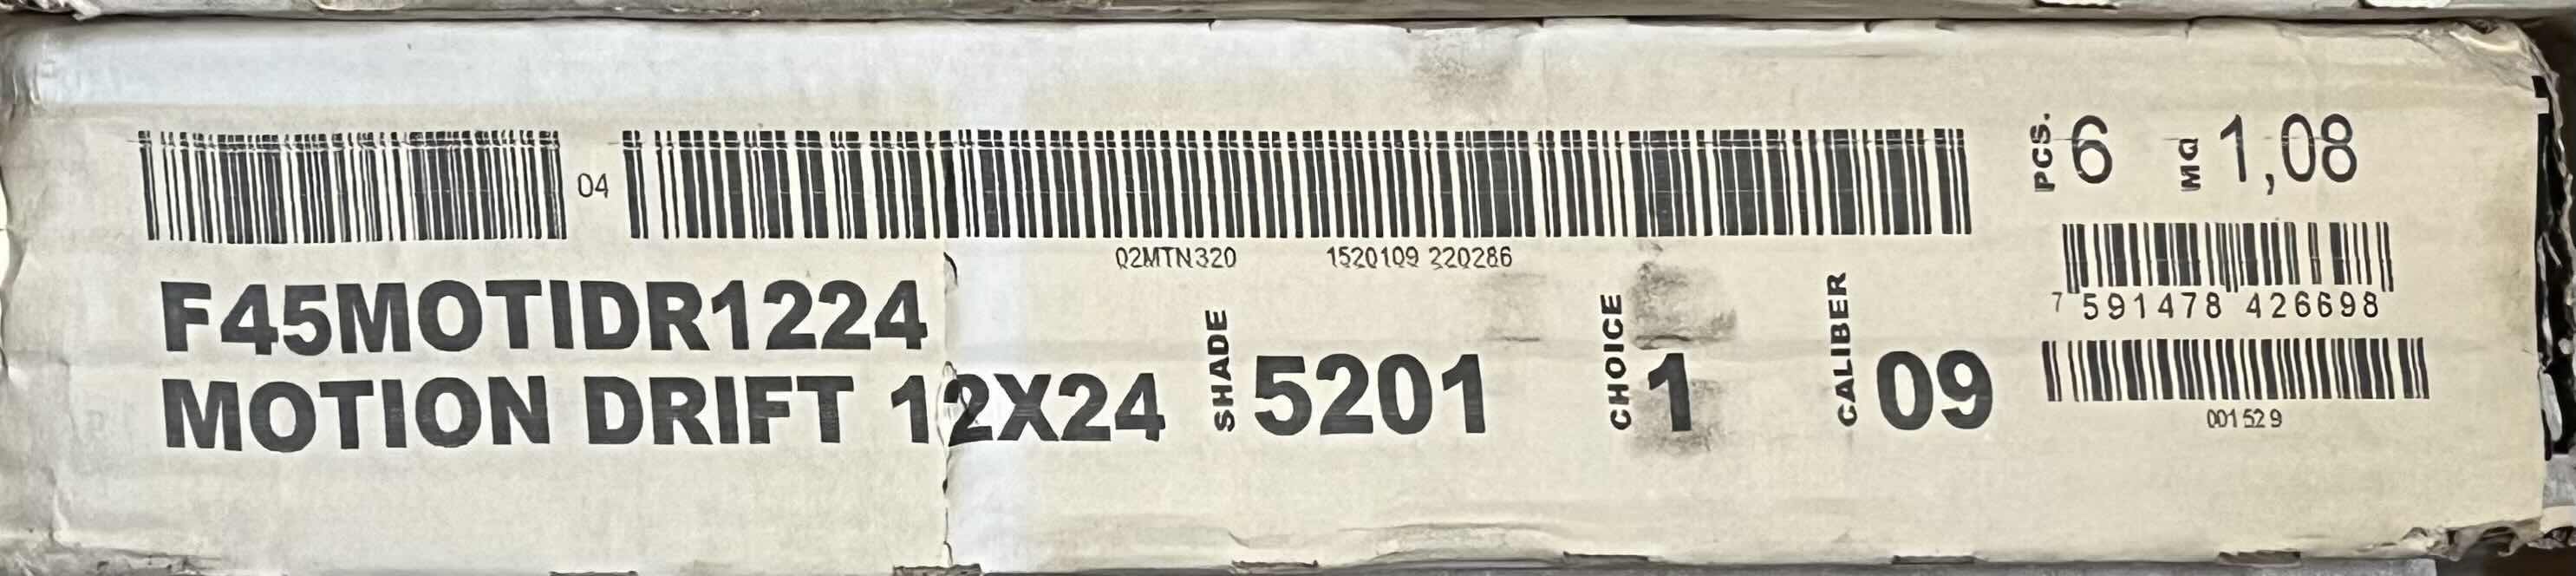 04
PCS. 6 MQ 1,08
02MTN320 1520109 220286
F45MOTIDR1224
MOTION DRIFT 12X24
SHADE 5201 CHOICE 1 CALIBER 09
7 591478 426698
001529